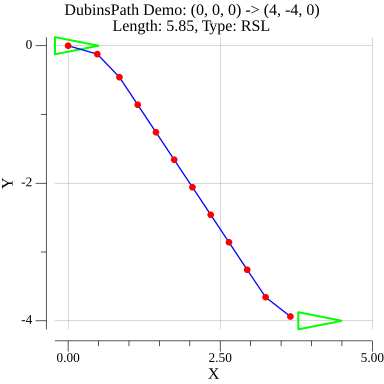 DubinsPath Demo: (0, 0, 0) -> (4, -4, 0)
Length: 5.85, Type: RSL
0
-2
-4
Y
0.00 2.50 5.00
X